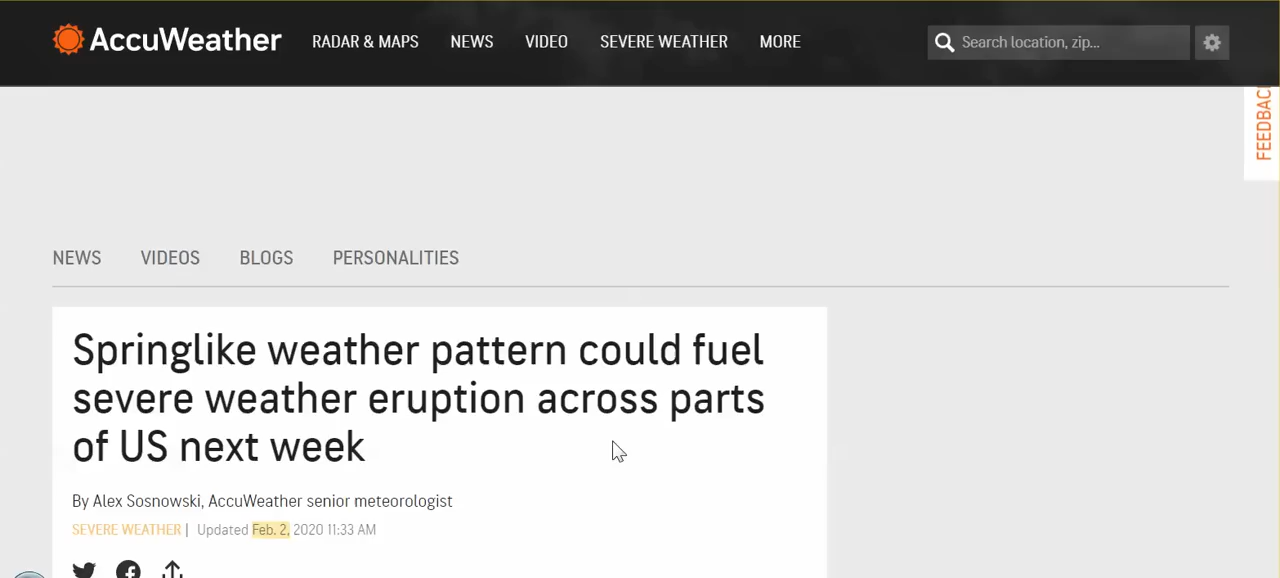 AccuWeather RADAR & MAPS NEWS VIDEO SEVERE WEATHER MORE Search location, zip...
FEEDBAC
NEWS VIDEOS BLOGS PERSONALITIES
Springlike weather pattern could fuel
severe weather eruption across parts
of US next week
By Alex Sosnowski, AccuWeather senior meteorologist
SEVERE WEATHER | Updated Feb. 2, 2020 11:33 AM